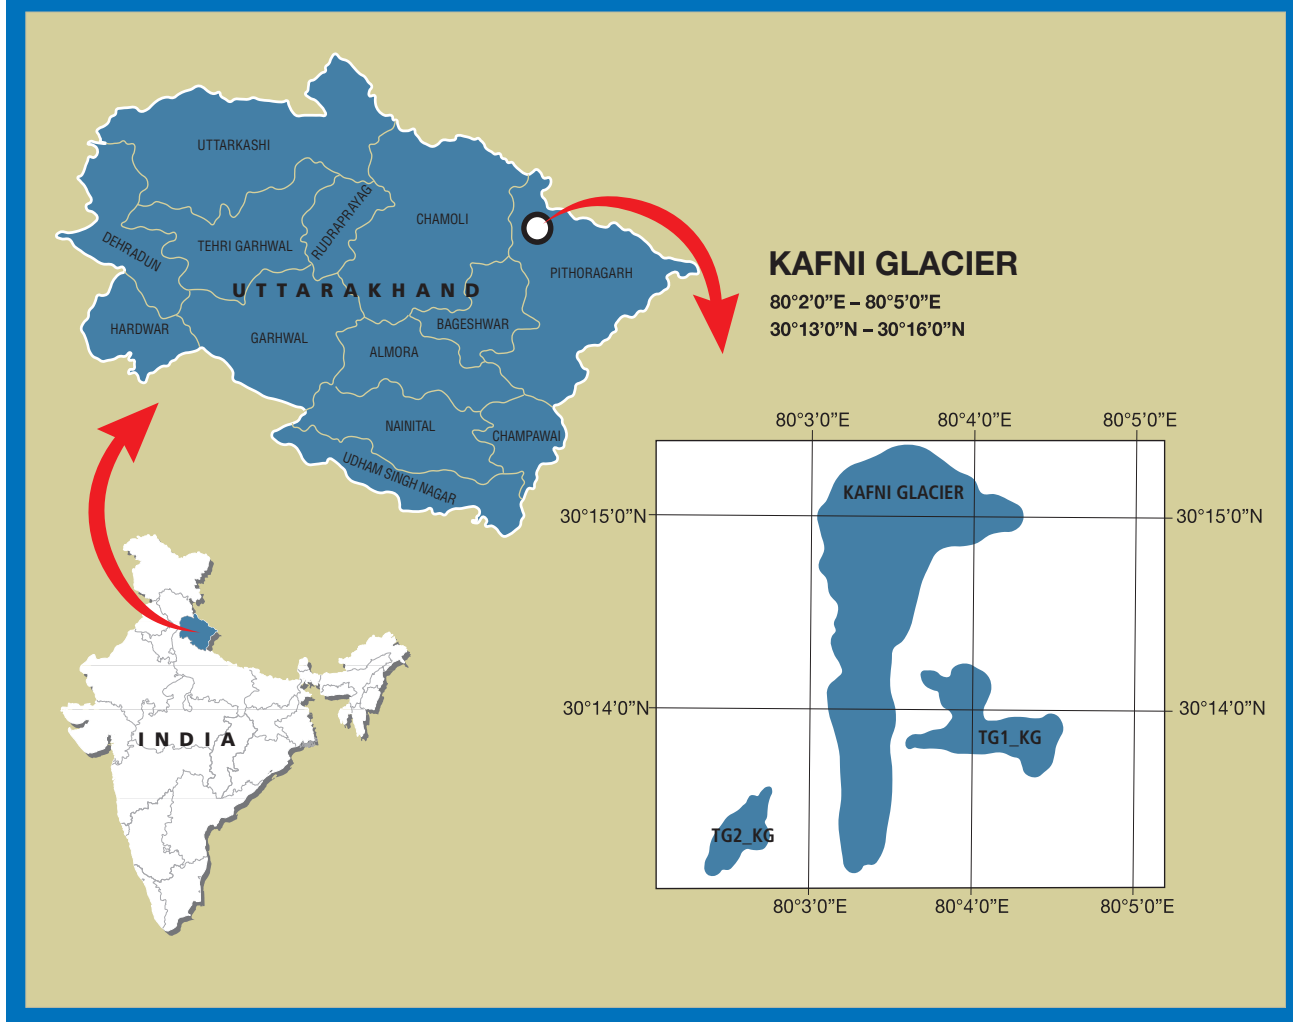 UTTARKASHI
RUDRAPRAYAG
CHAMOLI
DEHRADUN
TEHRI GARHWAL
PITHORAGARH
UTTARAKHAND
HARDWAR
GARHWAL
BAGESHWAR
ALMORA
NAINITAL
CHAMPAWAI
UDHAM SINGH NAGAR
KAFNI GLACIER
80°2'0”E – 80°5'0”E
30°13'0”N – 30°16'0”N
80°3'0”E 80°4'0”E 80°5'0”E
KAFNI GLACIER
30°15'0”N 30°15'0”N
30°14'0”N 30°14'0”N
TG1_KG
TG2_KG
80°3'0”E 80°4'0”E 80°5'0”E
INDIA